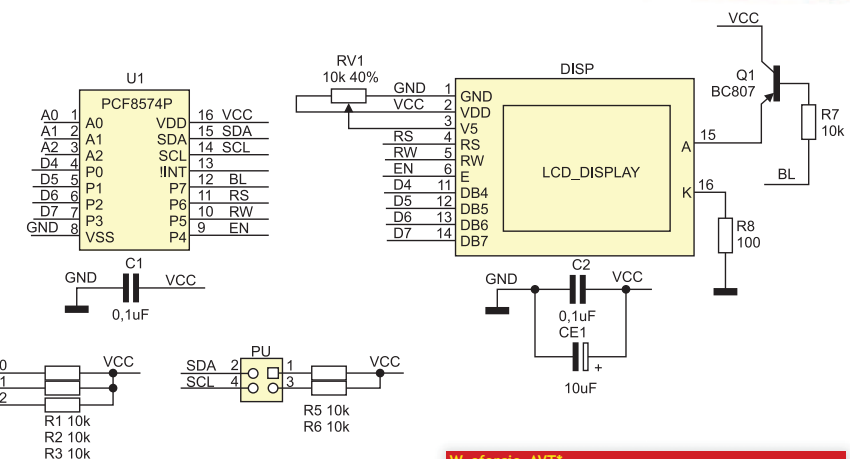 U1
PCF8574P
A0 1 A0 VDD 16 VCC
A1 2 A1 SDA 15 SDA
A2 3 A2 SCL 14 SCL
D4 4 P0 !INT 13
D5 5 P1 P7 12 BL
D6 6 P2 P6 11 RS
D7 7 P3 P5 10 RW
GND 8 VSS P4 9 EN
C1
GND VCC
0,1uF
0
1
2
VCC
R1 10k
R2 10k
R3 10k
PU
SDA 2 1 VCC
SCL 4 3
R5 10k
R6 10k
RV1
10k 40%
DISP
GND 1 GND
VCC 2 VDD
3 V5
RS 4 RS
RW 5 RW
EN 6 E
D4 11 DB4
D5 12 DB5
D6 13 DB6
D7 14 DB7
LCD_DISPLAY
A 15
K 16
VCC
Q1
BC807
R7
10k
BL
R8
100
C2
GND VCC
0,1uF
CE1
+
10uF